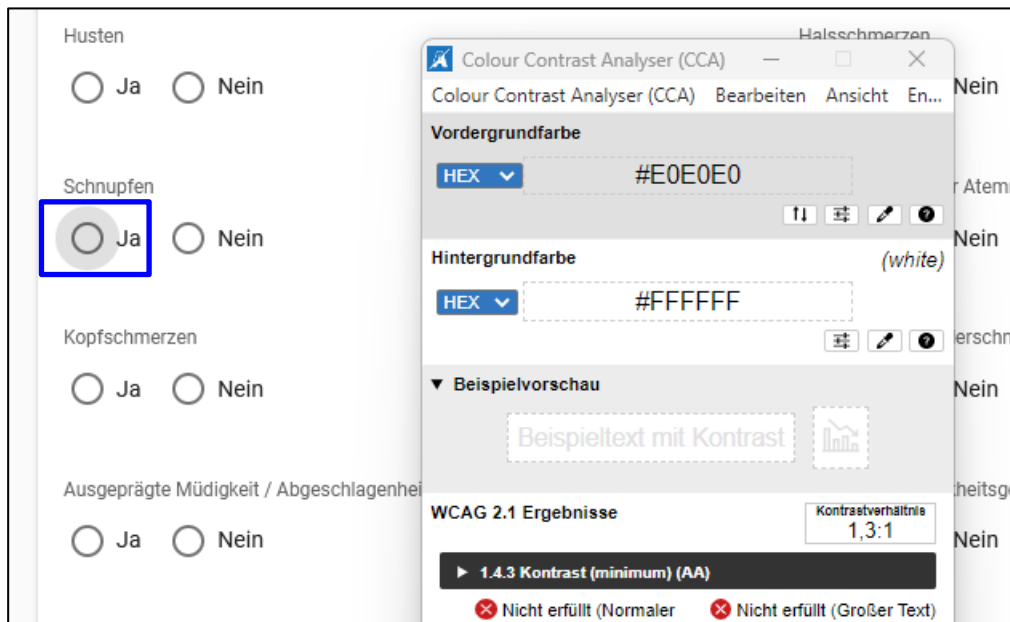 Husten
Ja Nein
Schnupfen
Ja Nein
Kopfschmerzen
Ja Nein
Ausgeprägte Müdigkeit / Abgeschlagenhei
Ja Nein
Halsschmerzen
Nein
r Atem
Nein
erschn
Nein
heitsg
Nein
Colour Contrast Analyser (CCA)
Colour Contrast Analyser (CCA) Bearbeiten Ansicht En...
Vordergrundfarbe
HEX #E0E0E0
Hintergrundfarbe (white)
HEX #FFFFFF
▼ Beispielvorschau
Beispieltext mit Kontrast
WCAG 2.1 Ergebnisse
Kontrastverhältnis
1,3:1
▶ 1.4.3 Kontrast (minimum) (AA)
Nicht erfüllt (Normaler Nicht erfüllt (Großer Text)